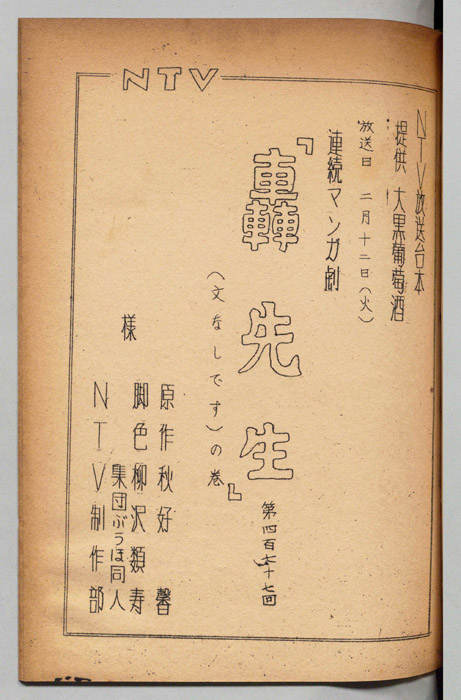 NTV
NTV放送台本
提供 大黒葡萄酒
放送日 二月十二日(火)
連続マンガ劇
『轟先生
(文なしです)の巻』
第四百七十七回
原作 秋好馨
脚色 柳沢類寿
集団ぶうほ同人
NTV制作部
様